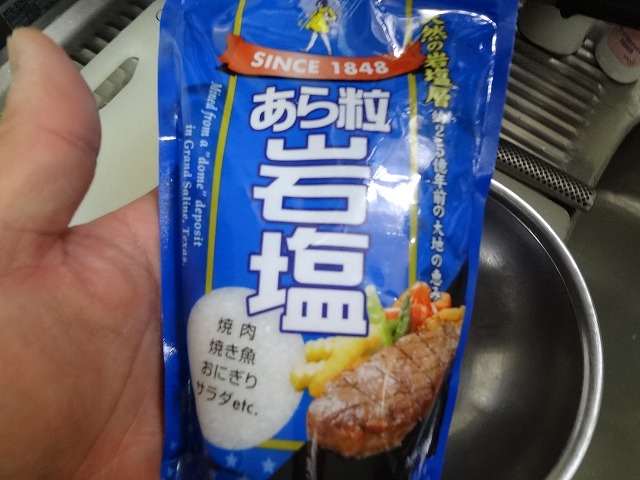 SINCE 1848
あら粒
岩塩
天然の岩塩層
約2.5億年前の大地の恵み
Mined from a "dome" deposit
in Grand Saline, Texas.
焼肉
焼き魚
おにぎり
サラダetc.